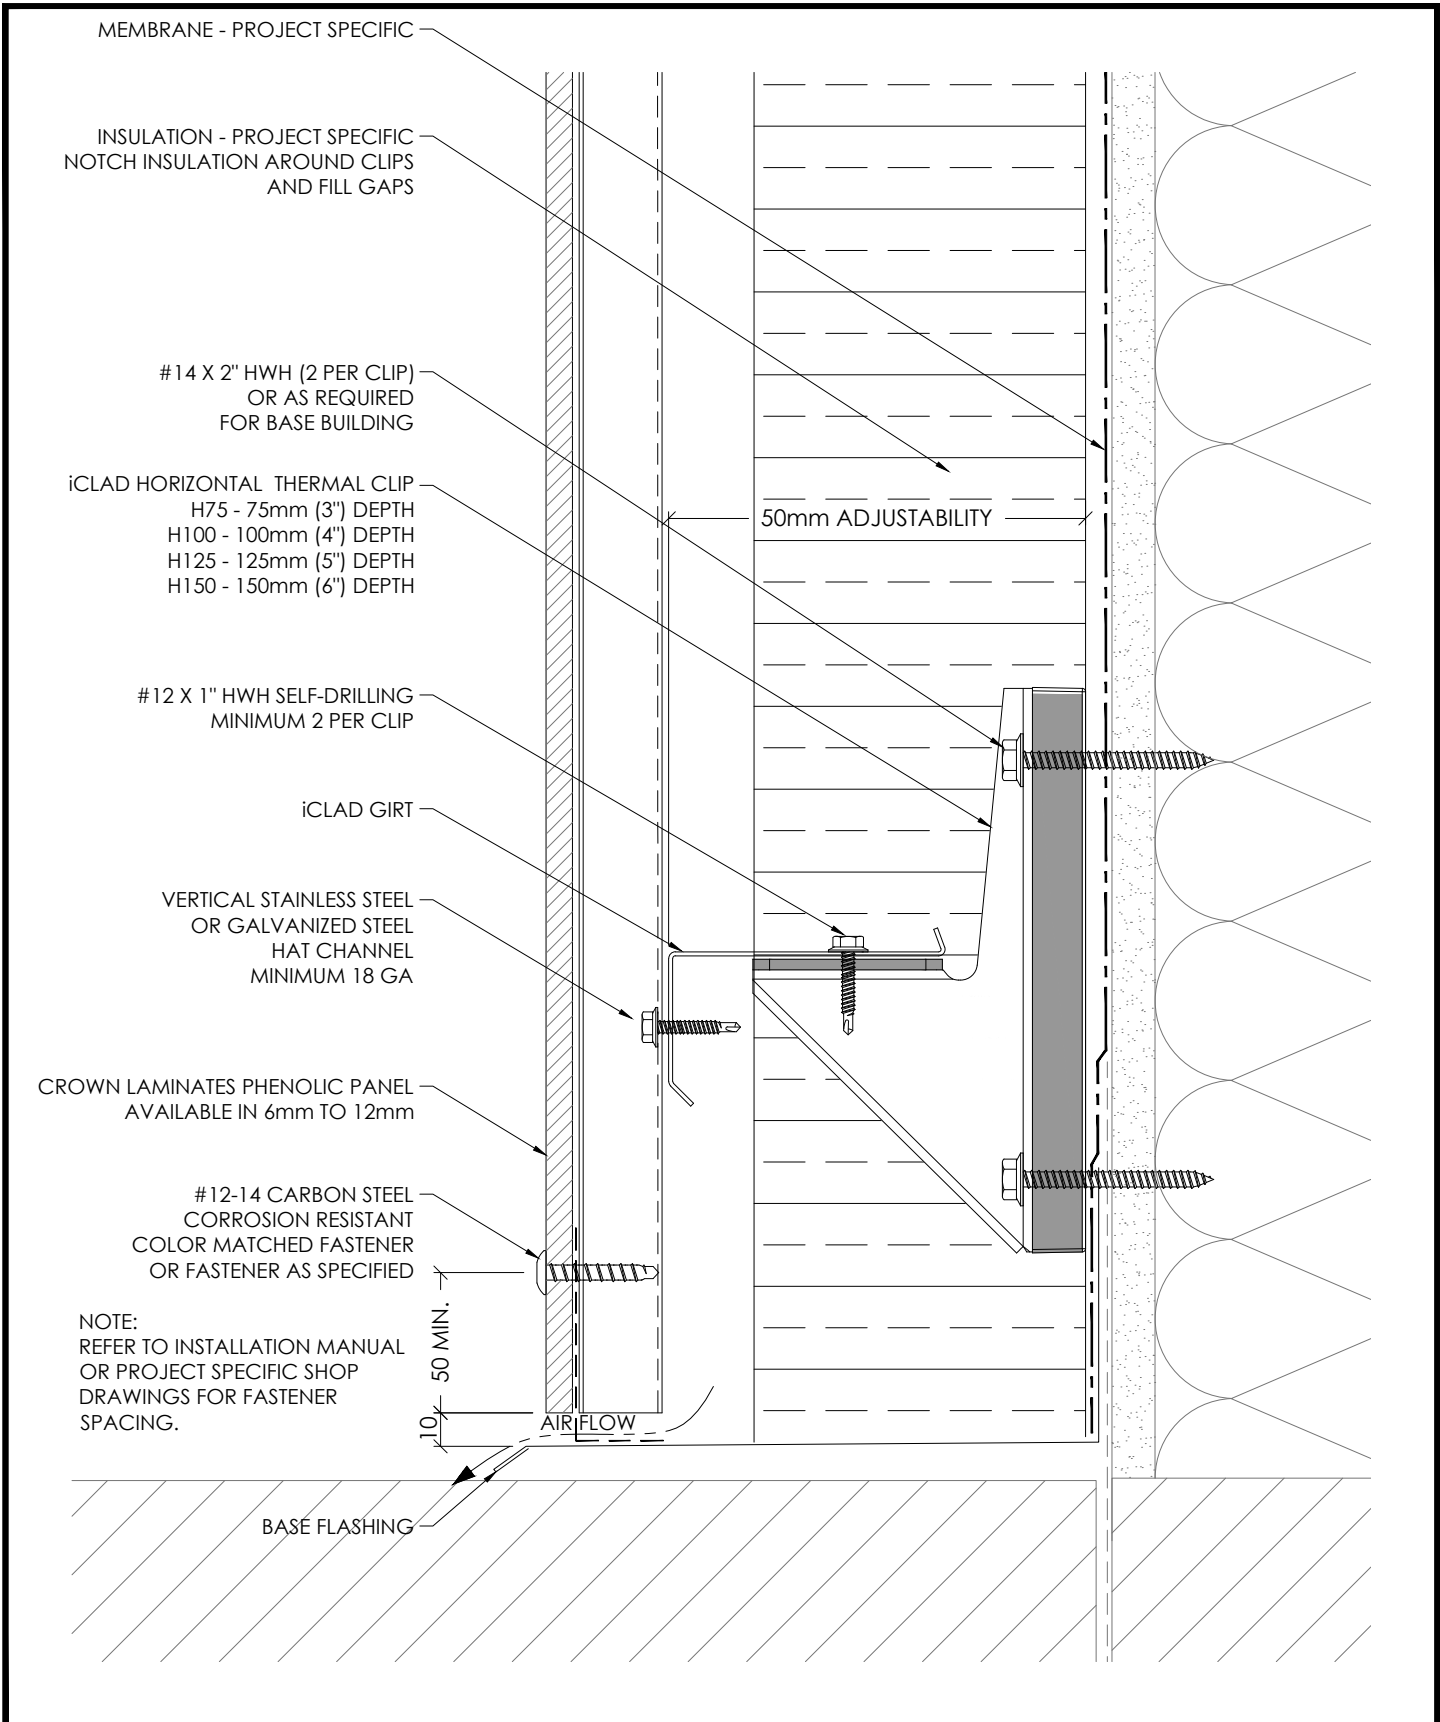 MEMBRANE - PROJECT SPECIFIC
INSULATION - PROJECT SPECIFIC
NOTCH INSULATION AROUND CLIPS
AND FILL GAPS
#14 X 2" HWH (2 PER CLIP)
OR AS REQUIRED
FOR BASE BUILDING
iCLAD HORIZONTAL THERMAL CLIP
H75 - 75mm (3") DEPTH
H100 - 100mm (4") DEPTH
H125 - 125mm (5") DEPTH
H150 - 150mm (6") DEPTH
50mm ADJUSTABILITY
#12 X 1" HWH SELF-DRILLING
MINIMUM 2 PER CLIP
iCLAD GIRT
VERTICAL STAINLESS STEEL
OR GALVANIZED STEEL
HAT CHANNEL
MINIMUM 18 GA
CROWN LAMINATES PHENOLIC PANEL
AVAILABLE IN 6mm TO 12mm
#12-14 CARBON STEEL
CORROSION RESISTANT
COLOR MATCHED FASTENER
OR FASTENER AS SPECIFIED
NOTE:
REFER TO INSTALLATION MANUAL
OR PROJECT SPECIFIC SHOP
DRAWINGS FOR FASTENER
SPACING.
50 MIN.
10
AIR FLOW
BASE FLASHING